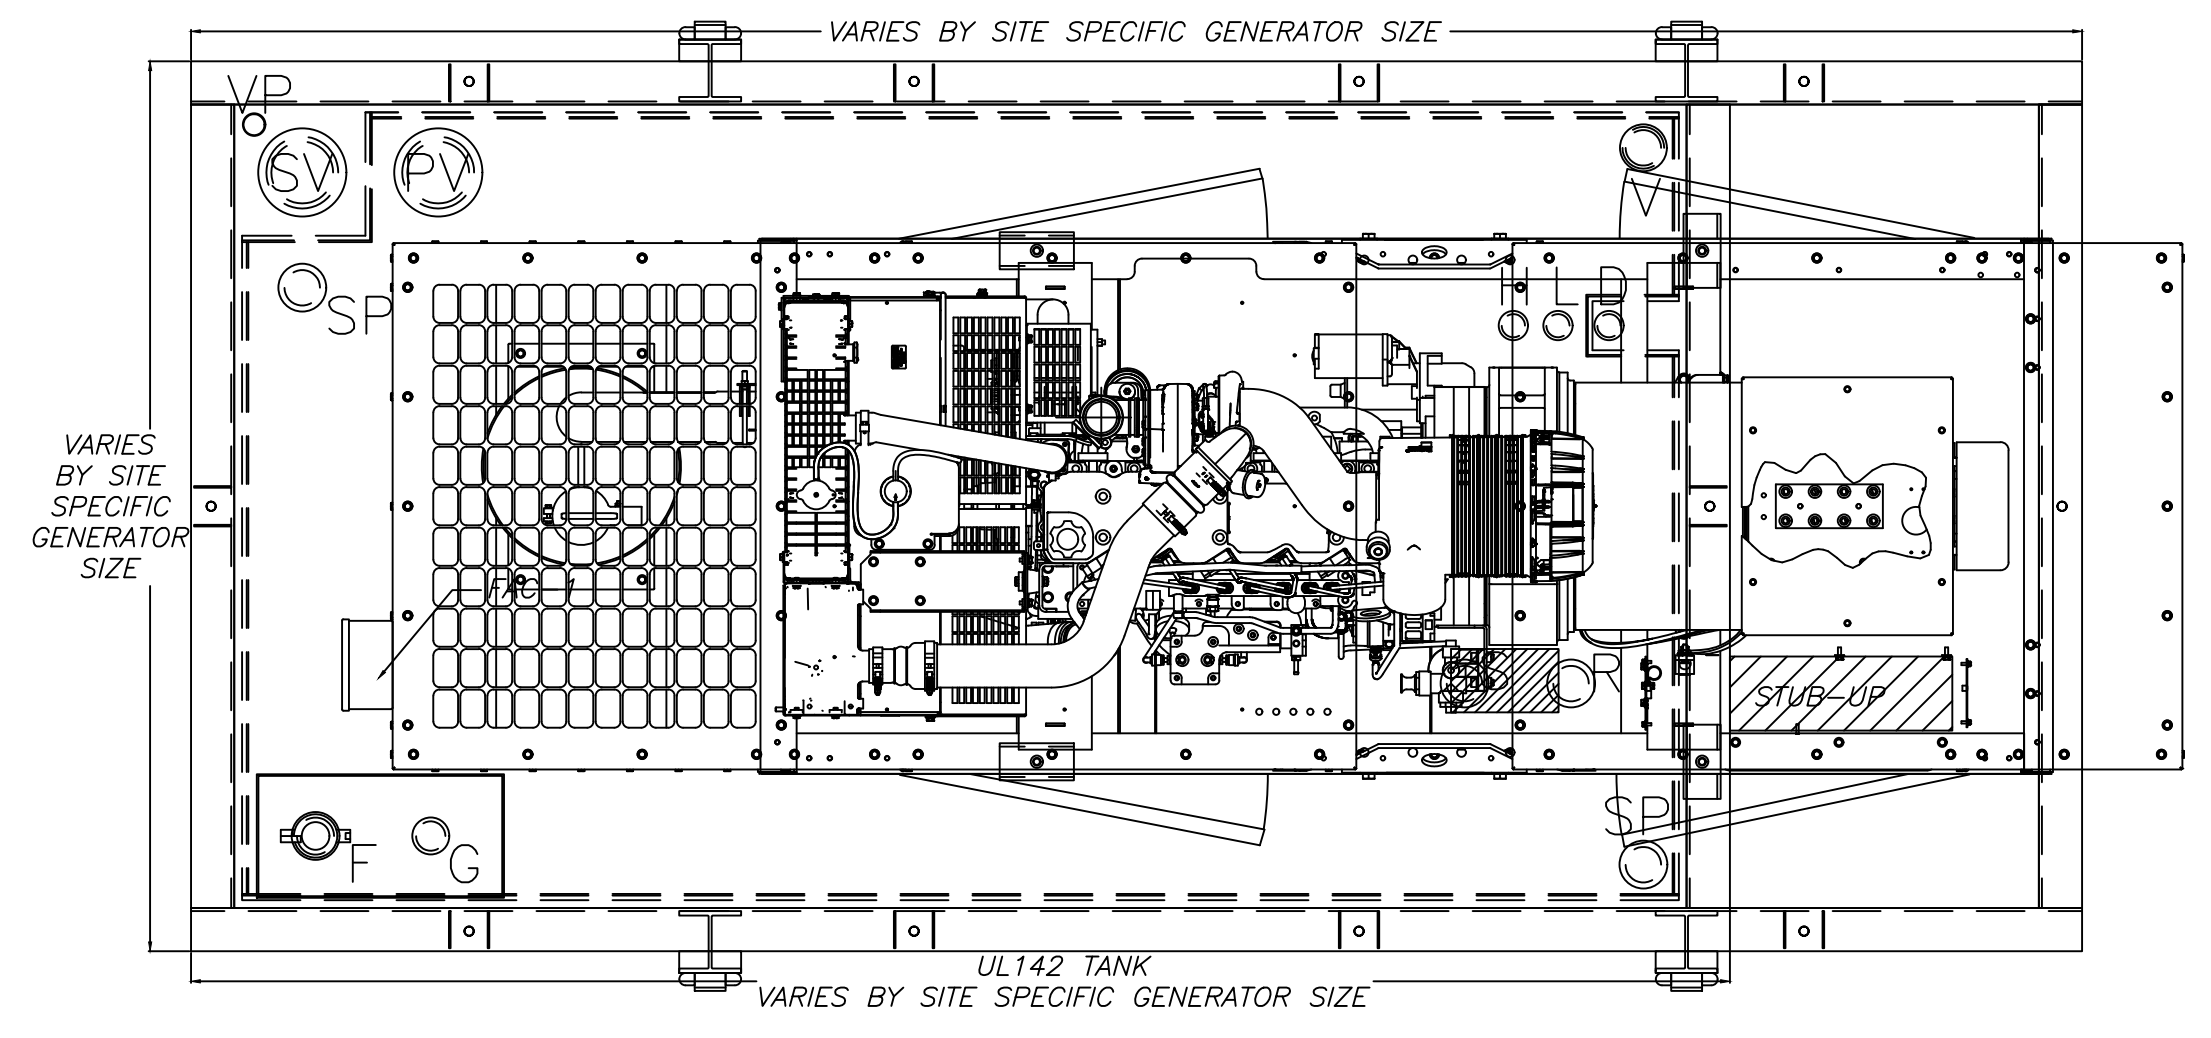 VARIES BY SITE SPECIFIC GENERATOR SIZE
VP
SV
PV
V
SP
H L D
VARIES
BY SITE
SPECIFIC
GENERATOR
SIZE
FAC-1
S
R
STUB-UP
SP
F
G
UL142 TANK
VARIES BY SITE SPECIFIC GENERATOR SIZE